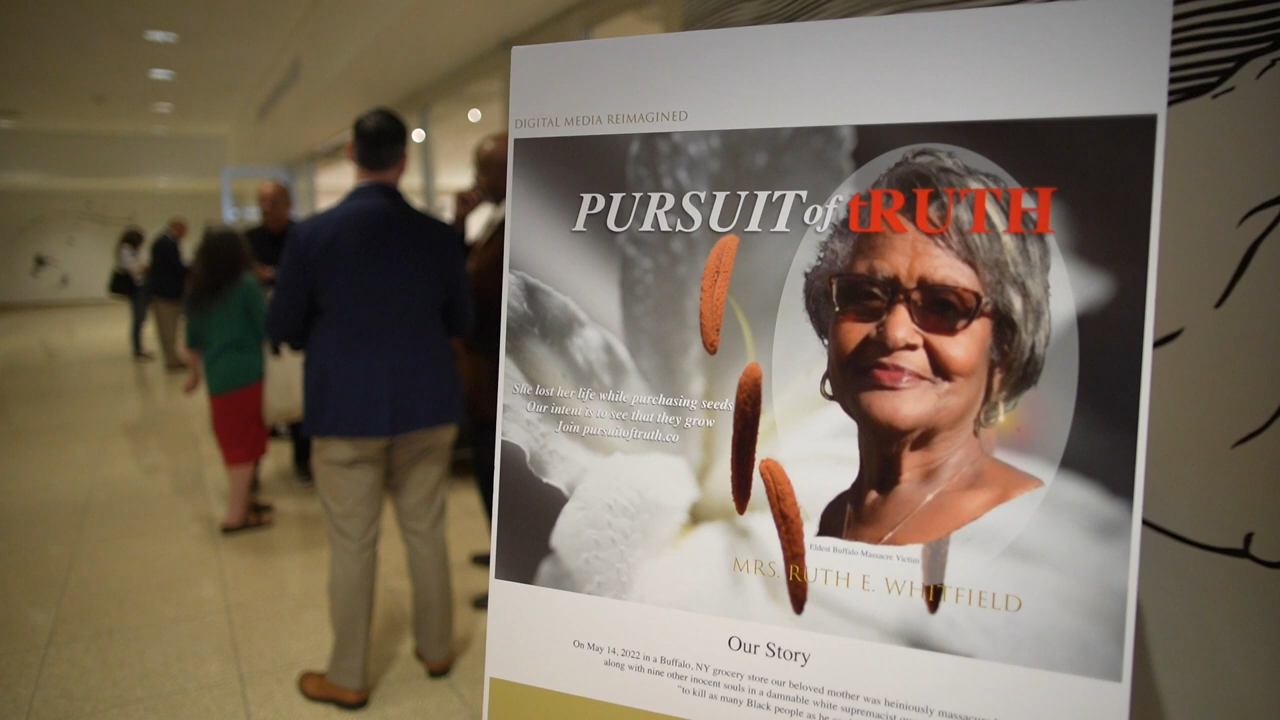 DIGITAL MEDIA REIMAGINED
PURSUIT of tRUTH
She lost her life while purchasing seeds
Our intent is to see that they grow
Join pursuitoftruth.co
Eldest Buffalo Massacre Victim
MRS. RUTH E. WHITFIELD
Our Story
On May 14, 2022 in a Buffalo, NY grocery store our beloved mother was heiniously
along with nine other inocent souls in a damnable white supremacist
"to kill as many Black people as he